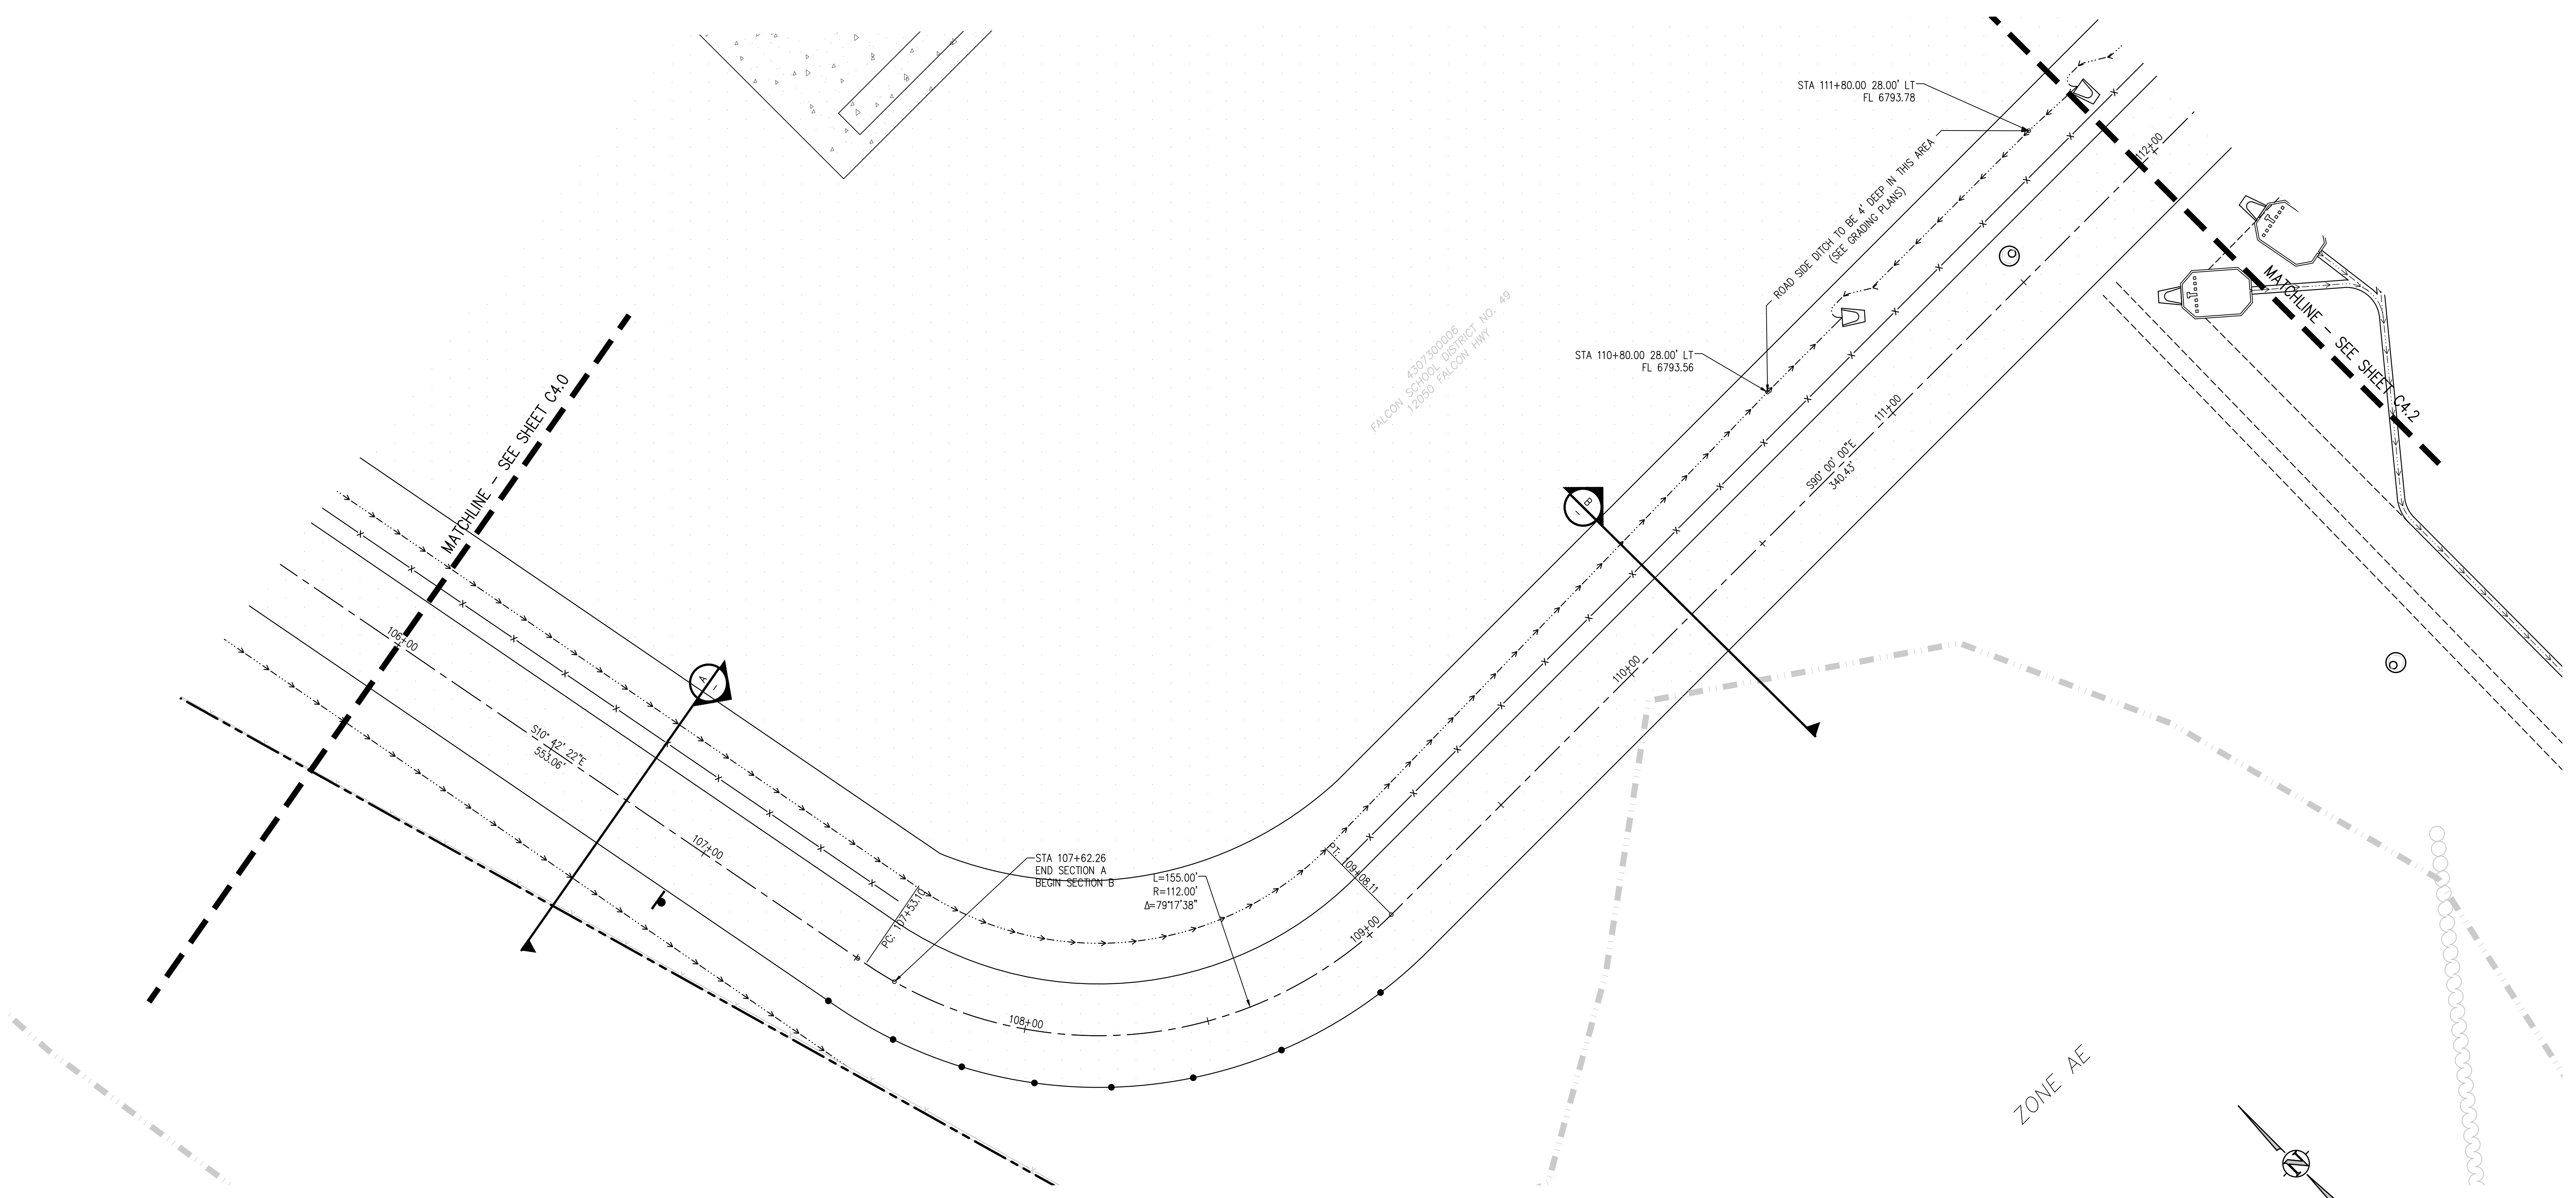 STA 111+80.00 28.00' LT
FL 6793.78
ROAD SIDE DITCH TO BE 4' DEEP IN THIS AREA
(SEE GRADING PLANS)
112+00
MATCHLINE - SEE SHEET C4.2
4307300006
FALCON SCHOOL DISTRICT NO. 49
12050 FALCON HWY
STA 110+80.00 28.00' LT
FL 6793.56
111+00
S90° 00' 00"E
340.43'
MATCHLINE - SEE SHEET C4.0
B
-
106+00
A
-
110+00
S10° 42' 22"E
553.06'
107+00
STA 107+62.26
END SECTION A
BEGIN SECTION B
PC: 107+53.10
L=155.00'
R=112.00'
Δ=79°17'38"
PT: 109+08.11
109+00
108+00
ZONE AE
N